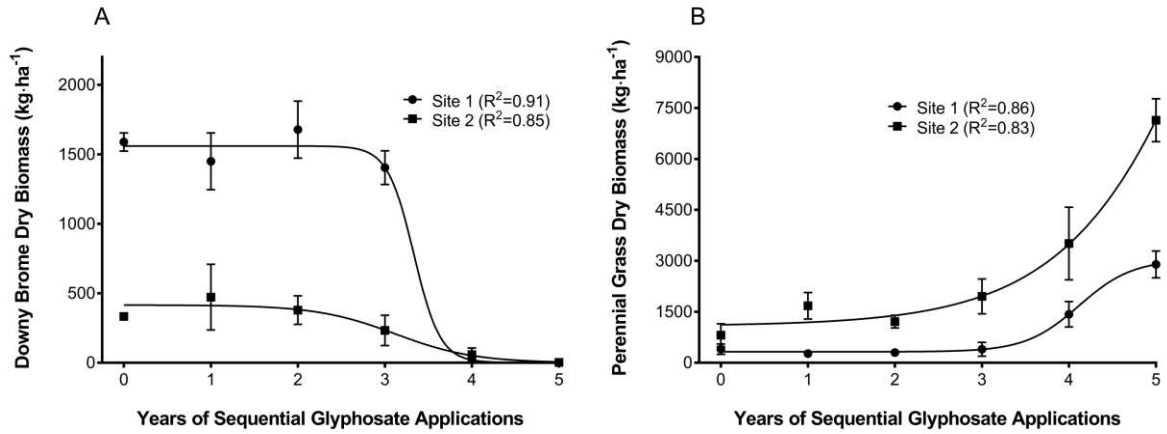 A
Downy Brome Dry Biomass (kg·ha⁻¹)
2000
1500
1000
500
0
Site 1 (R²=0.91)
Site 2 (R²=0.85)
0 1 2 3 4 5
Years of Sequential Glyphosate Applications
B
Perennial Grass Dry Biomass (kg·ha⁻¹)
9000
7500
6000
4500
3000
1500
0
Site 1 (R²=0.86)
Site 2 (R²=0.83)
0 1 2 3 4 5
Years of Sequential Glyphosate Applications